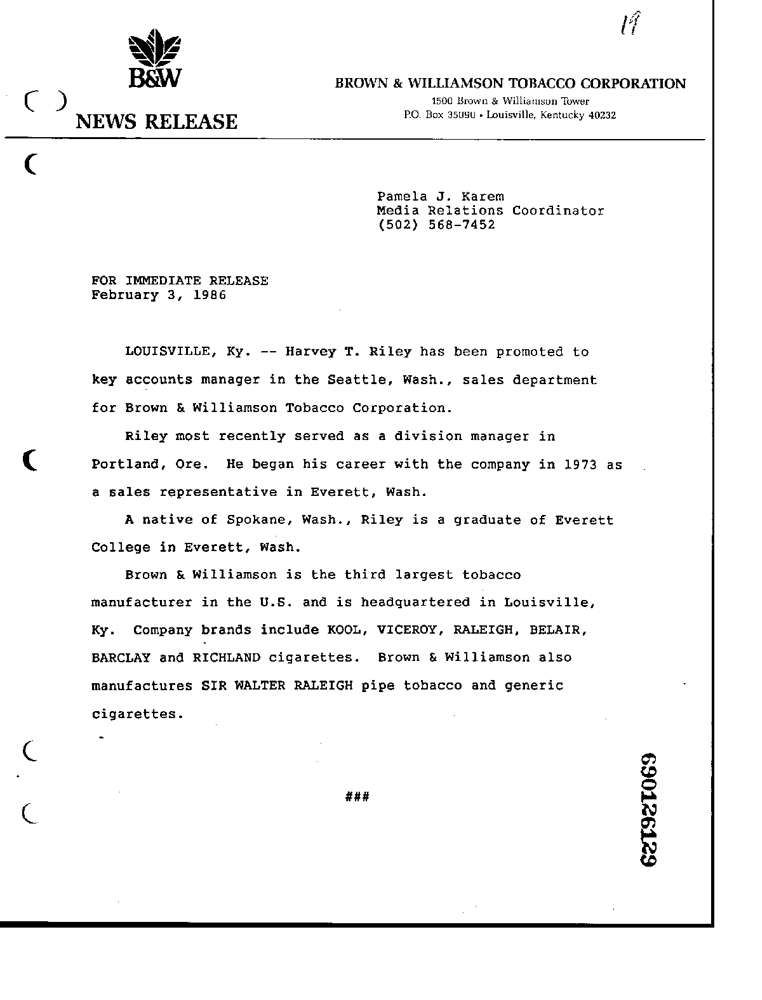 19
B&W
BROWN & WILLIAMSON TOBACCO CORPORATION
1500 Brown & Williamson Tower
P.O. Box 35090 • Louisville, Kentucky 40232
NEWS RELEASE
Pamela J. Karem
Media Relations Coordinator
(502) 568-7452
FOR IMMEDIATE RELEASE
February 3, 1986
LOUISVILLE, Ky. -- Harvey T. Riley has been promoted to
key accounts manager in the Seattle, Wash., sales department
for Brown & Williamson Tobacco Corporation.
Riley most recently served as a division manager in
Portland, Ore. He began his career with the company in 1973 as
a sales representative in Everett, Wash.
A native of Spokane, Wash., Riley is a graduate of Everett
College in Everett, Wash.
Brown & Williamson is the third largest tobacco
manufacturer in the U.S. and is headquartered in Louisville,
Ky. Company brands include KOOL, VICEROY, RALEIGH, BELAIR,
BARCLAY and RICHLAND cigarettes. Brown & Williamson also
manufactures SIR WALTER RALEIGH pipe tobacco and generic
cigarettes.
###
690126129